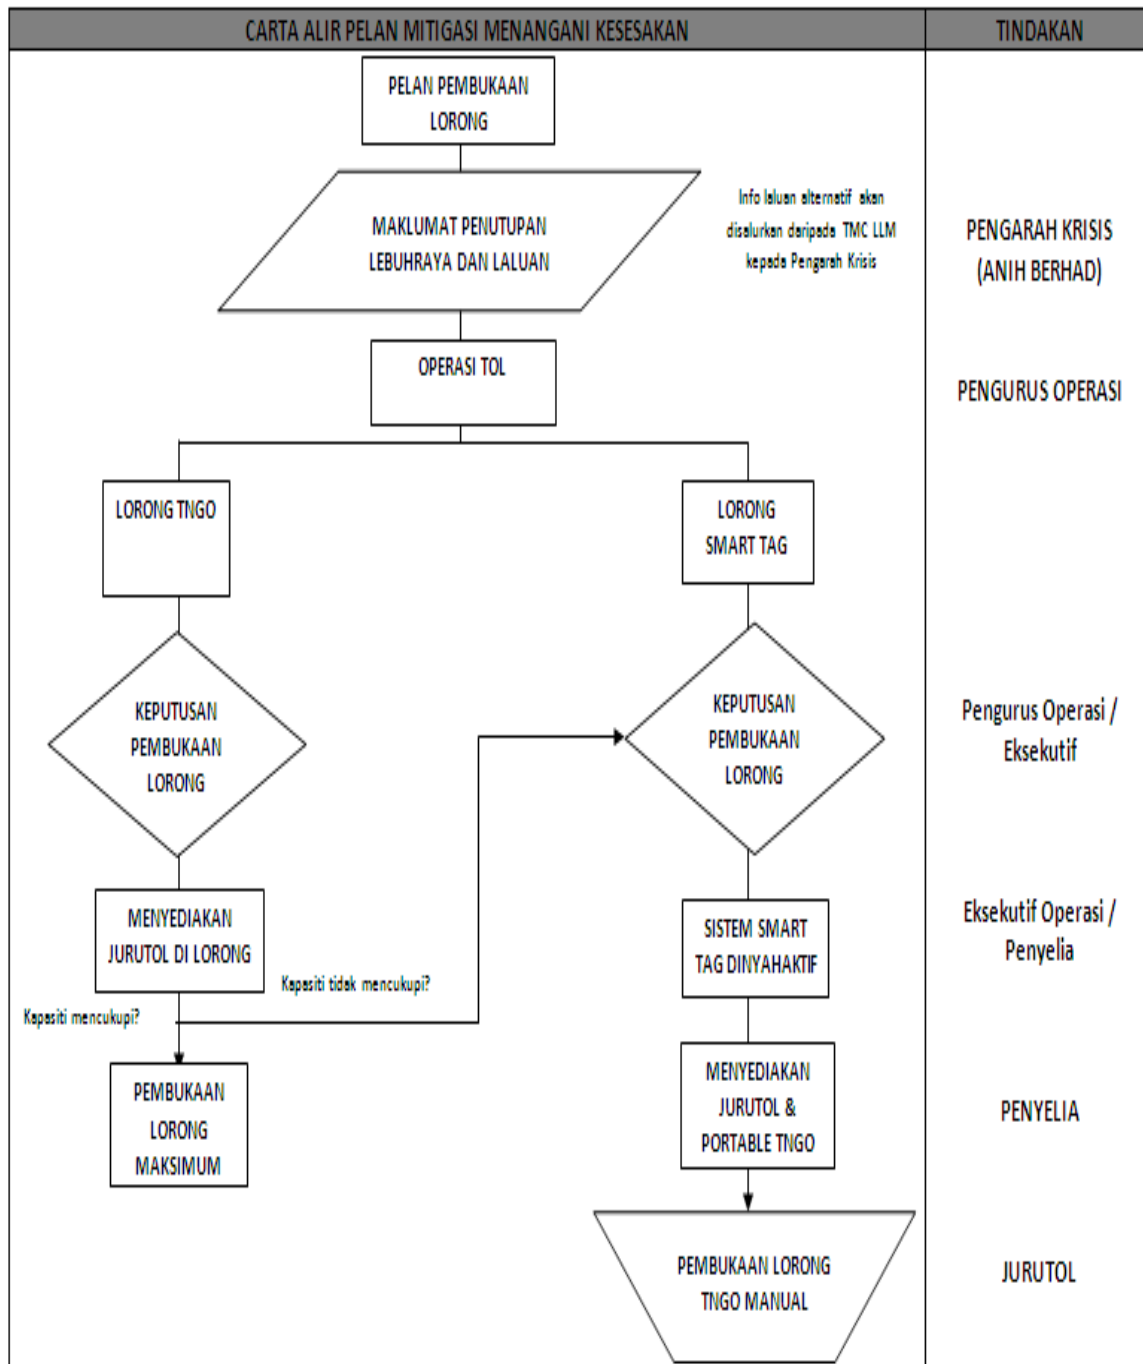 CARTA ALIR PELAN MITIGASI MENANGANI KESESAKAN
TINDAKAN
PELAN PEMBUKAAN
LORONG
MAKLUMAT PENUTUPAN
LEBUHRAYA DAN LALUAN
Info laluan alternatif akan
disalurkan daripada TMC LLM
kepada Pengarah Krisis
PENGARAH KRISIS
(ANIH BERHAD)
OPERASI TOL
PENGURUS OPERASI
LORONG TNGO
LORONG
SMART TAG
KEPUTUSAN
PEMBUKAAN
LORONG
KEPUTUSAN
PEMBUKAAN
LORONG
Pengurus Operasi /
Eksekutif
MENYEDIAKAN
JURUTOL DI LORONG
SISTEM SMART
TAG DINYAHAKTIF
Eksekutif Operasi /
Penyelia
Kapasiti tidak mencukupi?
Kapasiti mencukupi?
PEMBUKAAN
LORONG
MAKSIMUM
MENYEDIAKAN
JURUTOL &
PORTABLE TNGO
PENYELIA
PEMBUKAAN LORONG
TNGO MANUAL
JURUTOL